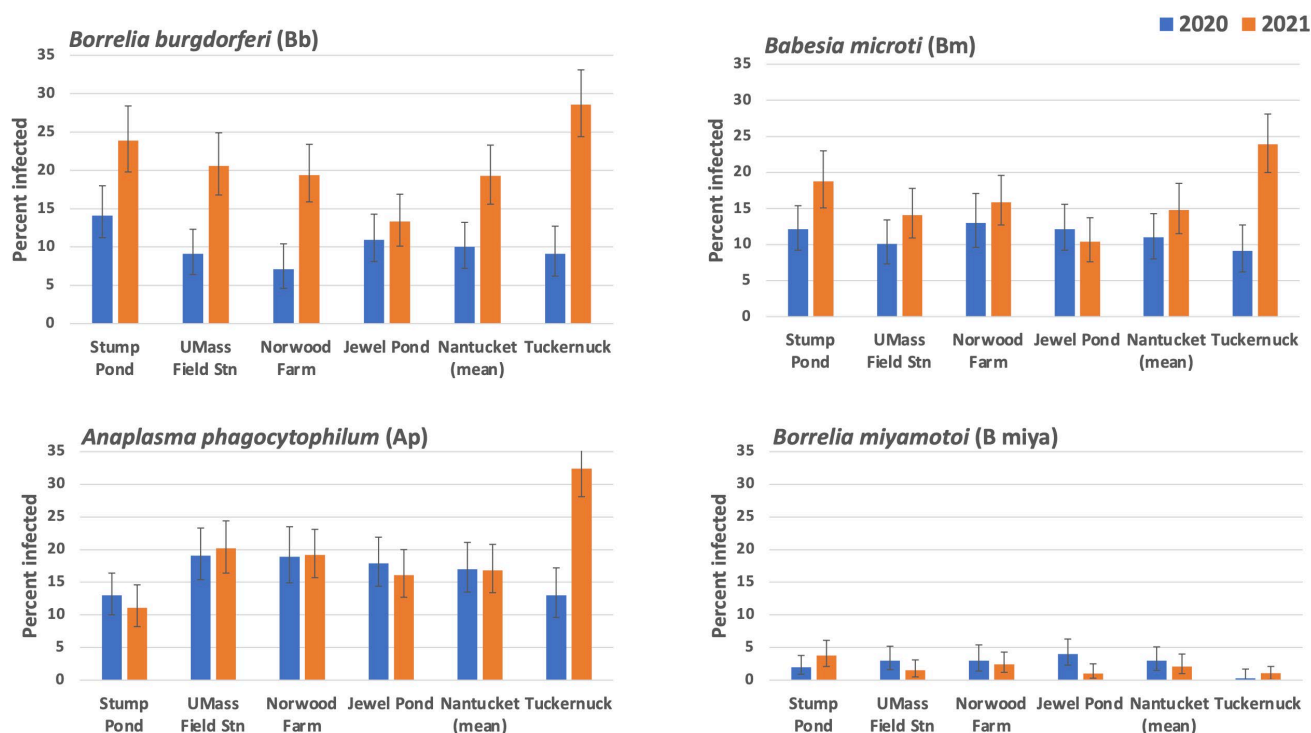 2020 2021
Borrelia burgdorferi (Bb)
35
30
25
20
15
10
5
0
Percent infected
Stump UMass Norwood Jewel Pond Nantucket Tuckernuck
Pond Field Stn Farm (mean)
Babesia microti (Bm)
35
30
25
20
15
10
5
0
Percent infected
Stump UMass Norwood Jewel Pond Nantucket Tuckernuck
Pond Field Stn Farm (mean)
Anaplasma phagocytophilum (Ap)
35
30
25
20
15
10
5
0
Percent infected
Stump UMass Norwood Jewel Pond Nantucket Tuckernuck
Pond Field Stn Farm (mean)
Borrelia miyamotoi (B miya)
35
30
25
20
15
10
5
0
Percent infected
Stump UMass Norwood Jewel Pond Nantucket Tuckernuck
Pond Field Stn Farm (mean)